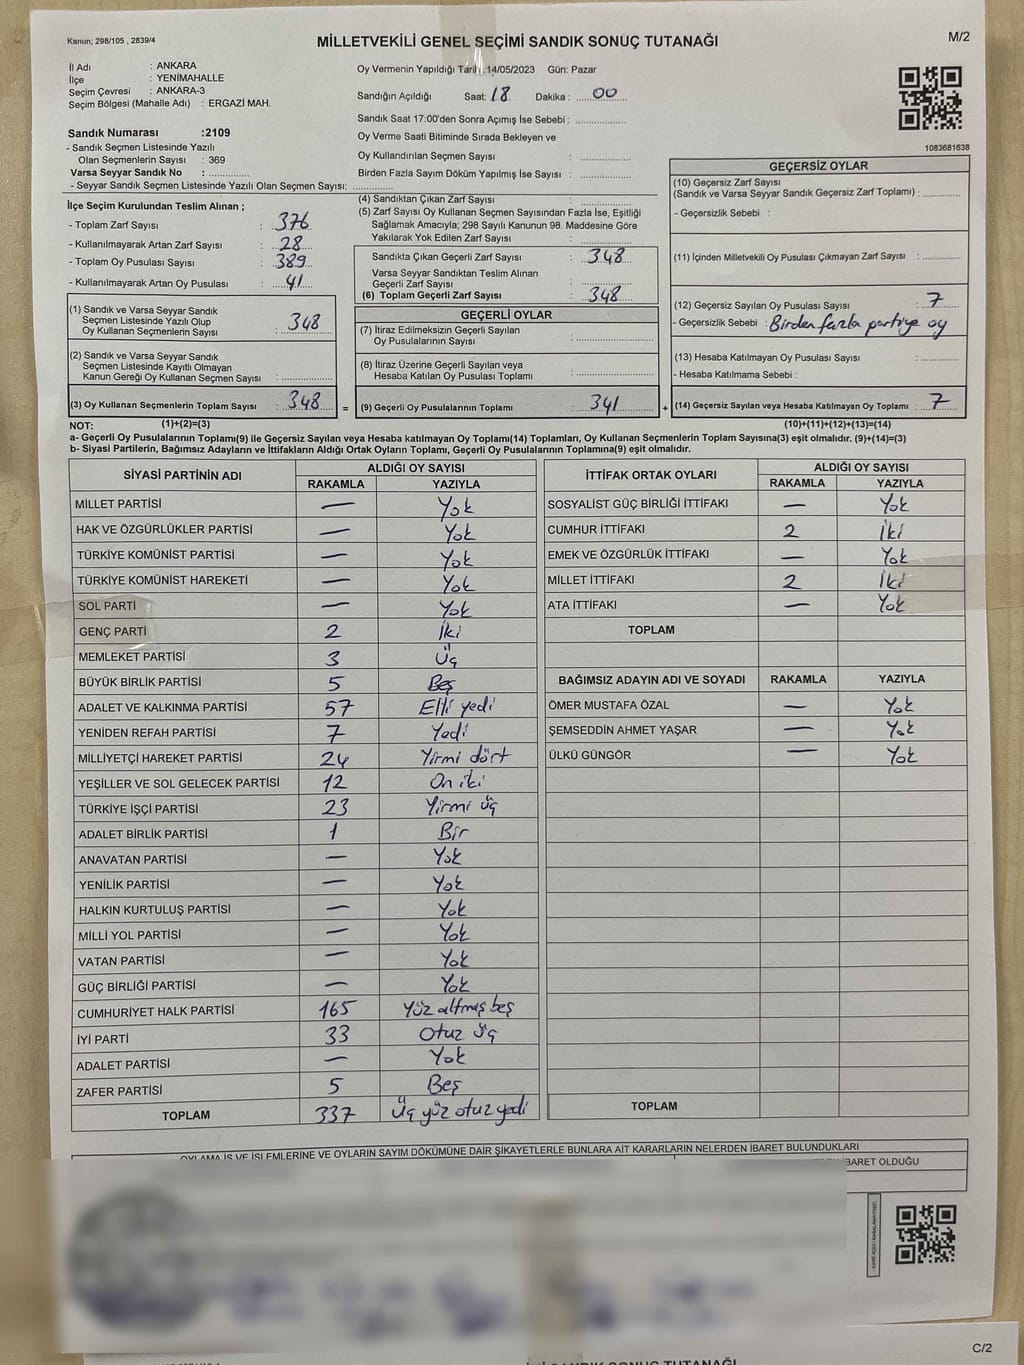 Kanun; 298/105 , 2839/4
MİLLETVEKİLİ GENEL SEÇİMİ SANDIK SONUÇ TUTANAĞI
M/2
İl Adı : ANKARA
İlçe : YENİMAHALLE
Seçim Çevresi : ANKARA-3
Seçim Bölgesi (Mahalle Adı) : ERGAZİ MAH.
Sandık Numarası :2109
- Sandık Seçmen Listesinde Yazılı
Olan Seçmenlerin Sayısı : 369
Varsa Seyyar Sandık No :
- Seyyar Sandık Seçmen Listesinde Yazılı Olan Seçmen Sayısı:
Oy Vermenin Yapıldığı Tarih :14/05/2023 Gün: Pazar
Sandığın Açıldığı Saat: 18 Dakika : 00
Sandık Saat 17:00'den Sonra Açımış İse Sebebi :
Oy Verme Saati Bitiminde Sırada Bekleyen ve
Oy Kullandırılan Seçmen Sayısı :
Birden Fazla Sayım Döküm Yapılmış İse Sayısı :
1083681638
İlçe Seçim Kurulundan Teslim Alınan ;
- Toplam Zarf Sayısı : 376
- Kullanılmayarak Artan Zarf Sayısı : 28
- Toplam Oy Pusulası Sayısı : 389
- Kullanılmayarak Artan Oy Pusulası : 41
(1) Sandık ve Varsa Seyyar Sandık
Seçmen Listesinde Yazılı Olup
Oy Kullanan Seçmenlerin Sayısı : 348
(2) Sandık ve Varsa Seyyar Sandık
Seçmen Listesinde Kayıtlı Olmayan
Kanun Gereği Oy Kullanan Seçmen Sayısı :
(3) Oy Kullanan Seçmenlerin Toplam Sayısı : 348
(4) Sandıktan Çıkan Zarf Sayısı :
(5) Zarf Sayısı Oy Kullanan Seçmen Sayısından Fazla İse, Eşitliği
Sağlamak Amacıyla; 298 Sayılı Kanunun 98. Maddesine Göre
Yakılarak Yok Edilen Zarf Sayısı :
Sandıkta Çıkan Geçerli Zarf Sayısı : 348
Varsa Seyyar Sandıktan Teslim Alınan
Geçerli Zarf Sayısı :
(6) Toplam Geçerli Zarf Sayısı : 348
GEÇERLİ OYLAR
(7) İtiraz Edilmeksizin Geçerli Sayılan
Oy Pusulalarının Sayısı :
(8) İtiraz Üzerine Geçerli Sayılan veya
Hesaba Katılan Oy Pusulası Toplamı :
= (9) Geçerli Oy Pusulalarının Toplamı : 341 +
GEÇERSİZ OYLAR
(10) Geçersiz Zarf Sayısı
(Sandık ve Varsa Seyyar Sandık Geçersiz Zarf Toplamı) :
- Geçersizlik Sebebi :
(11) İçinden Milletvekili Oy Pusulası Çıkmayan Zarf Sayısı :
(12) Geçersiz Sayılan Oy Pusulası Sayısı : 7
- Geçersizlik Sebebi : Birden fazla partiye oy
(13) Hesaba Katılmayan Oy Pusulası Sayısı :
- Hesaba Katılmama Sebebi :
(14) Geçersiz Sayılan veya Hesaba Katılmayan Oy Toplamı : 7
NOT: (1)+(2)=(3) (10)+(11)+(12)+(13)=(14)
a- Geçerli Oy Pusulalarının Toplamı(9) ile Geçersiz Sayılan veya Hesaba katılmayan Oy Toplamı(14) Toplamları, Oy Kullanan Seçmenlerin Toplam Sayısına(3) eşit olmalıdır. (9)+(14)=(3)
b- Siyasi Partilerin, Bağımsız Adayların ve İttifakların Aldığı Ortak Oyların Toplamı, Geçerli Oy Pusulalarının Toplamına(9) eşit olmalıdır.
SİYASİ PARTİNİN ADI ALDIĞI OY SAYISI
RAKAMLA YAZIYLA
MİLLET PARTİSİ — Yok
HAK VE ÖZGÜRLÜKLER PARTİSİ — Yok
TÜRKİYE KOMÜNİST PARTİSİ — Yok
TÜRKİYE KOMÜNİST HAREKETİ — Yok
SOL PARTİ — Yok
GENÇ PARTİ 2 İki
MEMLEKET PARTİSİ 3 Üç
BÜYÜK BİRLİK PARTİSİ 5 Beş
ADALET VE KALKINMA PARTİSİ 57 Elli yedi
YENİDEN REFAH PARTİSİ 7 Yedi
MİLLİYETÇİ HAREKET PARTİSİ 24 Yirmi dört
YEŞİLLER VE SOL GELECEK PARTİSİ 12 On iki
TÜRKİYE İŞÇİ PARTİSİ 23 Yirmi üç
ADALET BİRLİK PARTİSİ 1 Bir
ANAVATAN PARTİSİ — Yok
YENİLİK PARTİSİ — Yok
HALKIN KURTULUŞ PARTİSİ — Yok
MİLLİ YOL PARTİSİ — Yok
VATAN PARTİSİ — Yok
GÜÇ BİRLİĞİ PARTİSİ — Yok
CUMHURİYET HALK PARTİSİ 165 Yüz altmış beş
İYİ PARTİ 33 Otuz üç
ADALET PARTİSİ — Yok
ZAFER PARTİSİ 5 Beş
TOPLAM 337 Üç yüz otuz yedi
İTTİFAK ORTAK OYLARI ALDIĞI OY SAYISI
RAKAMLA YAZIYLA
SOSYALİST GÜÇ BİRLİĞİ İTTİFAKI — Yok
CUMHUR İTTİFAKI 2 İki
EMEK VE ÖZGÜRLÜK İTTİFAKI — Yok
MİLLET İTTİFAKI 2 İki
ATA İTTİFAKI — Yok
TOPLAM
BAĞIMSIZ ADAYIN ADI VE SOYADI RAKAMLA YAZIYLA
ÖMER MUSTAFA ÖZAL — Yok
ŞEMSEDDİN AHMET YAŞAR — Yok
ÜLKÜ GÜNGÖR — Yok
TOPLAM
OYLAMA İŞ VE İŞLEMLERİNE VE OYLARIN SAYIM DÖKÜMÜNE DAİR ŞİKAYETLERLE BUNLARA AİT KARARLARIN NELERDEN İBARET BULUNDUKLARI
İBARET OLDUĞU
C/2